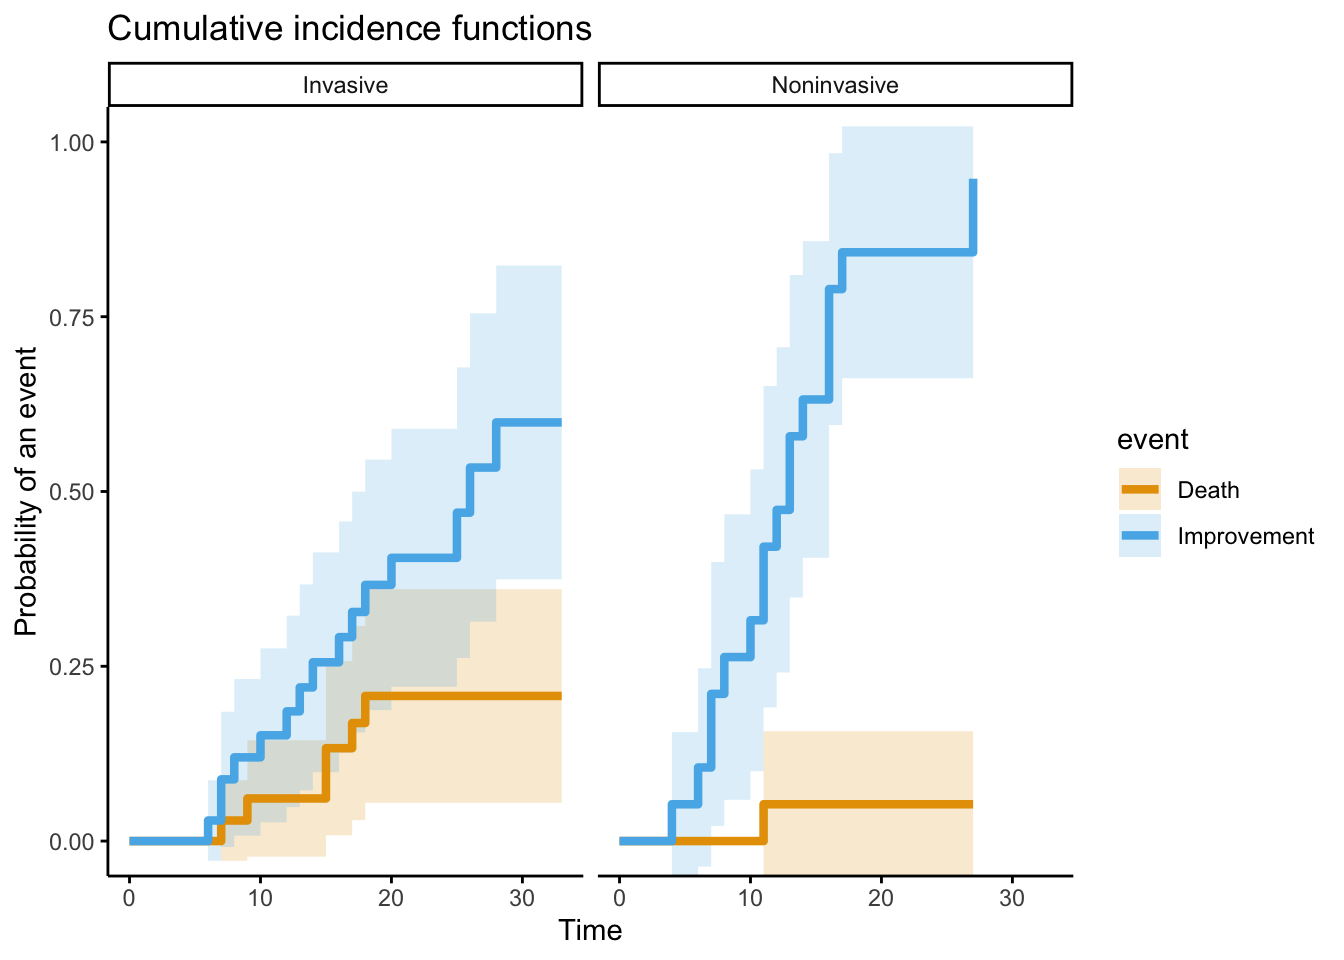 Cumulative incidence functions
Invasive
Noninvasive
Probability of an event
1.00
0.75
0.50
0.25
0.00
0 10 20 30
0 10 20 30
Time
event
Death
Improvement